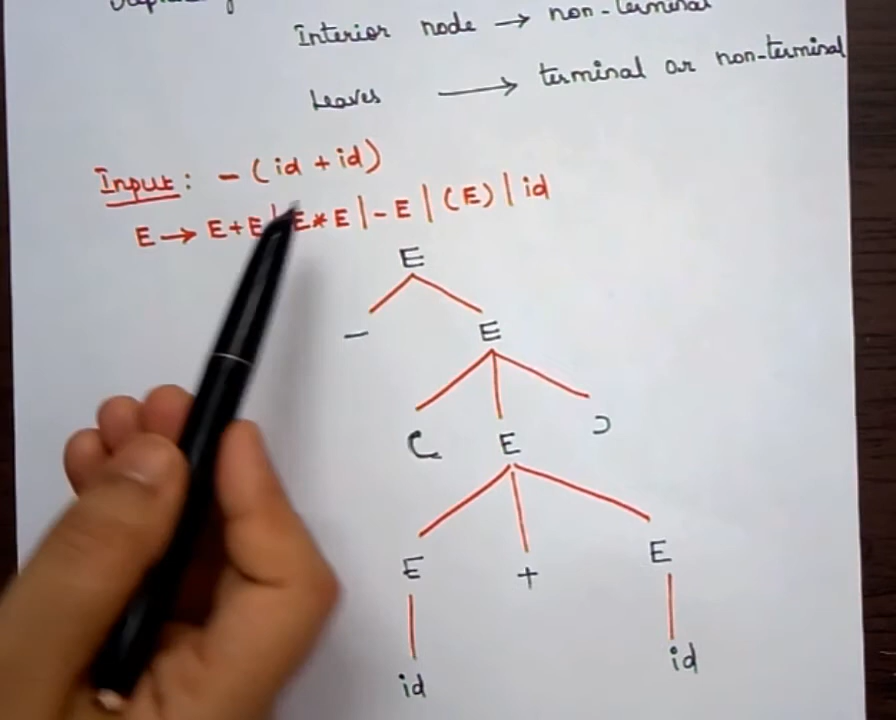 Interior node → non-terminal
Leaves → terminal or non-terminal
Input: - (id + id)
E → E+E | E*E | -E | (E) | id
E
- E
( E )
E + E
id id